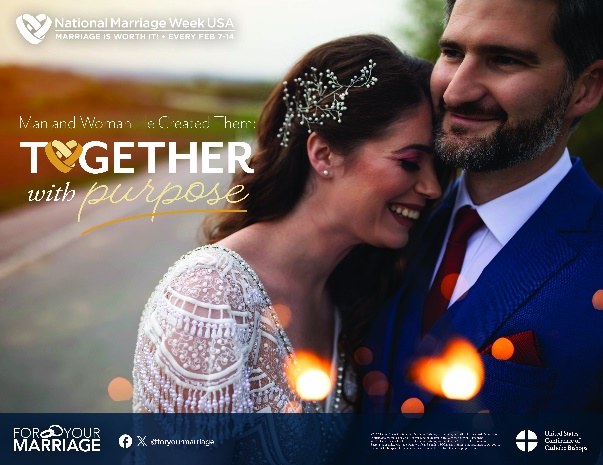 National Marriage Week USA
MARRIAGE IS WORTH IT! • EVERY FEB 7-14
Man and Woman He Created Them:
TOGETHER
with purpose
FOR YOUR
MARRIAGE
@foryourmarriage
United States
Conference of
Catholic Bishops